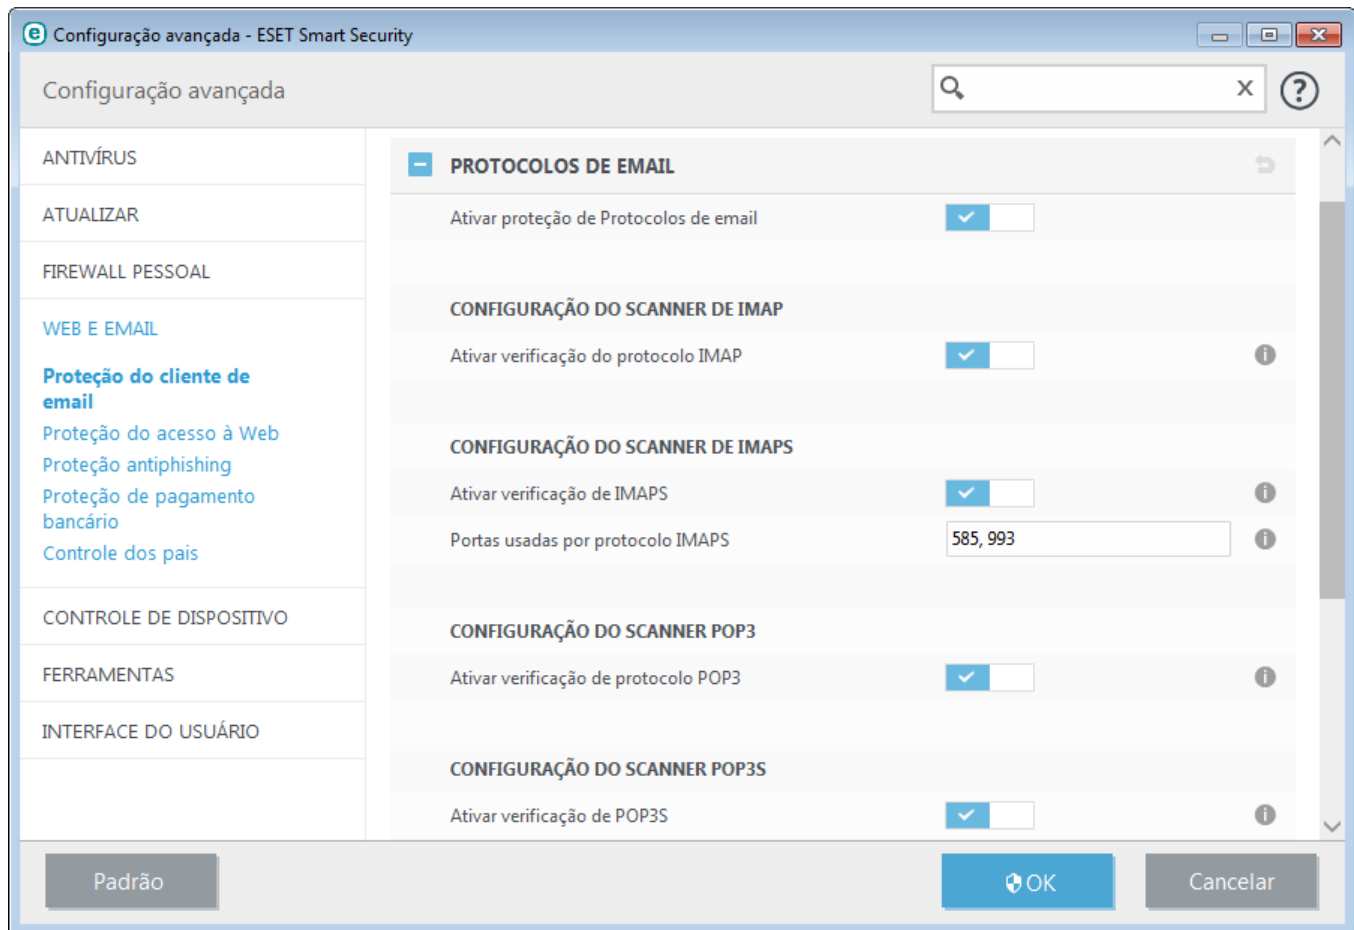 Configuração avançada - ESET Smart Security
Configuração avançada
ANTIVÍRUS
ATUALIZAR
FIREWALL PESSOAL
WEB E EMAIL
Proteção do cliente de
email
Proteção do acesso à Web
Proteção antiphishing
Proteção de pagamento
bancário
Controle dos pais
CONTROLE DE DISPOSITIVO
FERRAMENTAS
INTERFACE DO USUÁRIO
PROTOCOLOS DE EMAIL
Ativar proteção de Protocolos de email
CONFIGURAÇÃO DO SCANNER DE IMAP
Ativar verificação do protocolo IMAP
CONFIGURAÇÃO DO SCANNER DE IMAPS
Ativar verificação de IMAPS
Portas usadas por protocolo IMAPS 585, 993
CONFIGURAÇÃO DO SCANNER POP3
Ativar verificação de protocolo POP3
CONFIGURAÇÃO DO SCANNER POP3S
Ativar verificação de POP3S
Padrão
OK
Cancelar